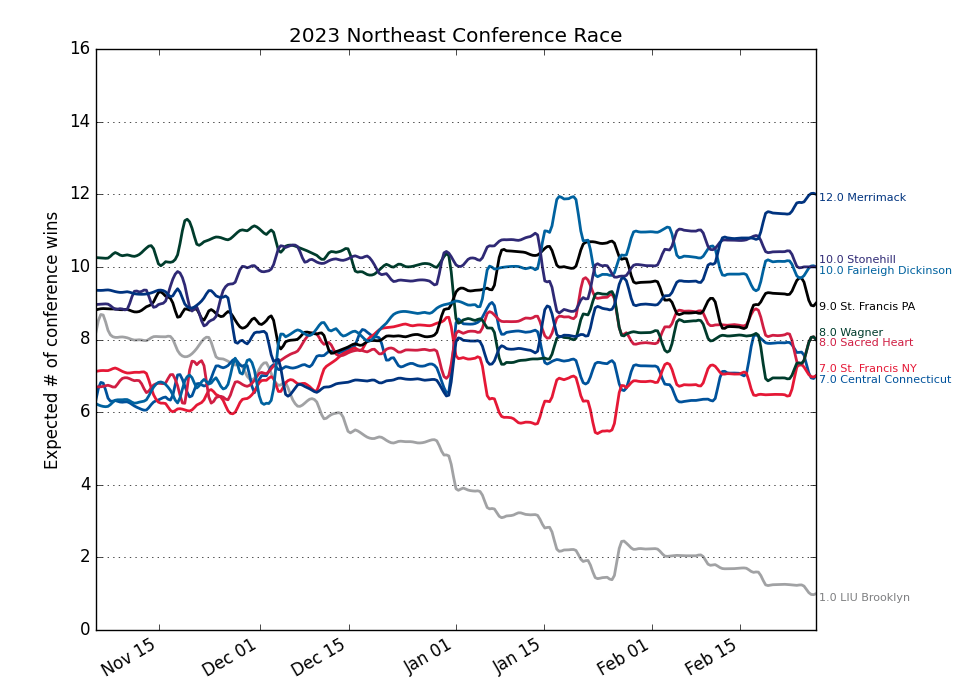 2023 Northeast Conference Race
Expected # of conference wins
16
14
12
10
8
6
4
2
0
12.0 Merrimack
10.0 Stonehill
10.0 Fairleigh Dickinson
9.0 St. Francis PA
8.0 Wagner
8.0 Sacred Heart
7.0 St. Francis NY
7.0 Central Connecticut
1.0 LIU Brooklyn
Nov 15
Dec 01
Dec 15
Jan 01
Jan 15
Feb 01
Feb 15